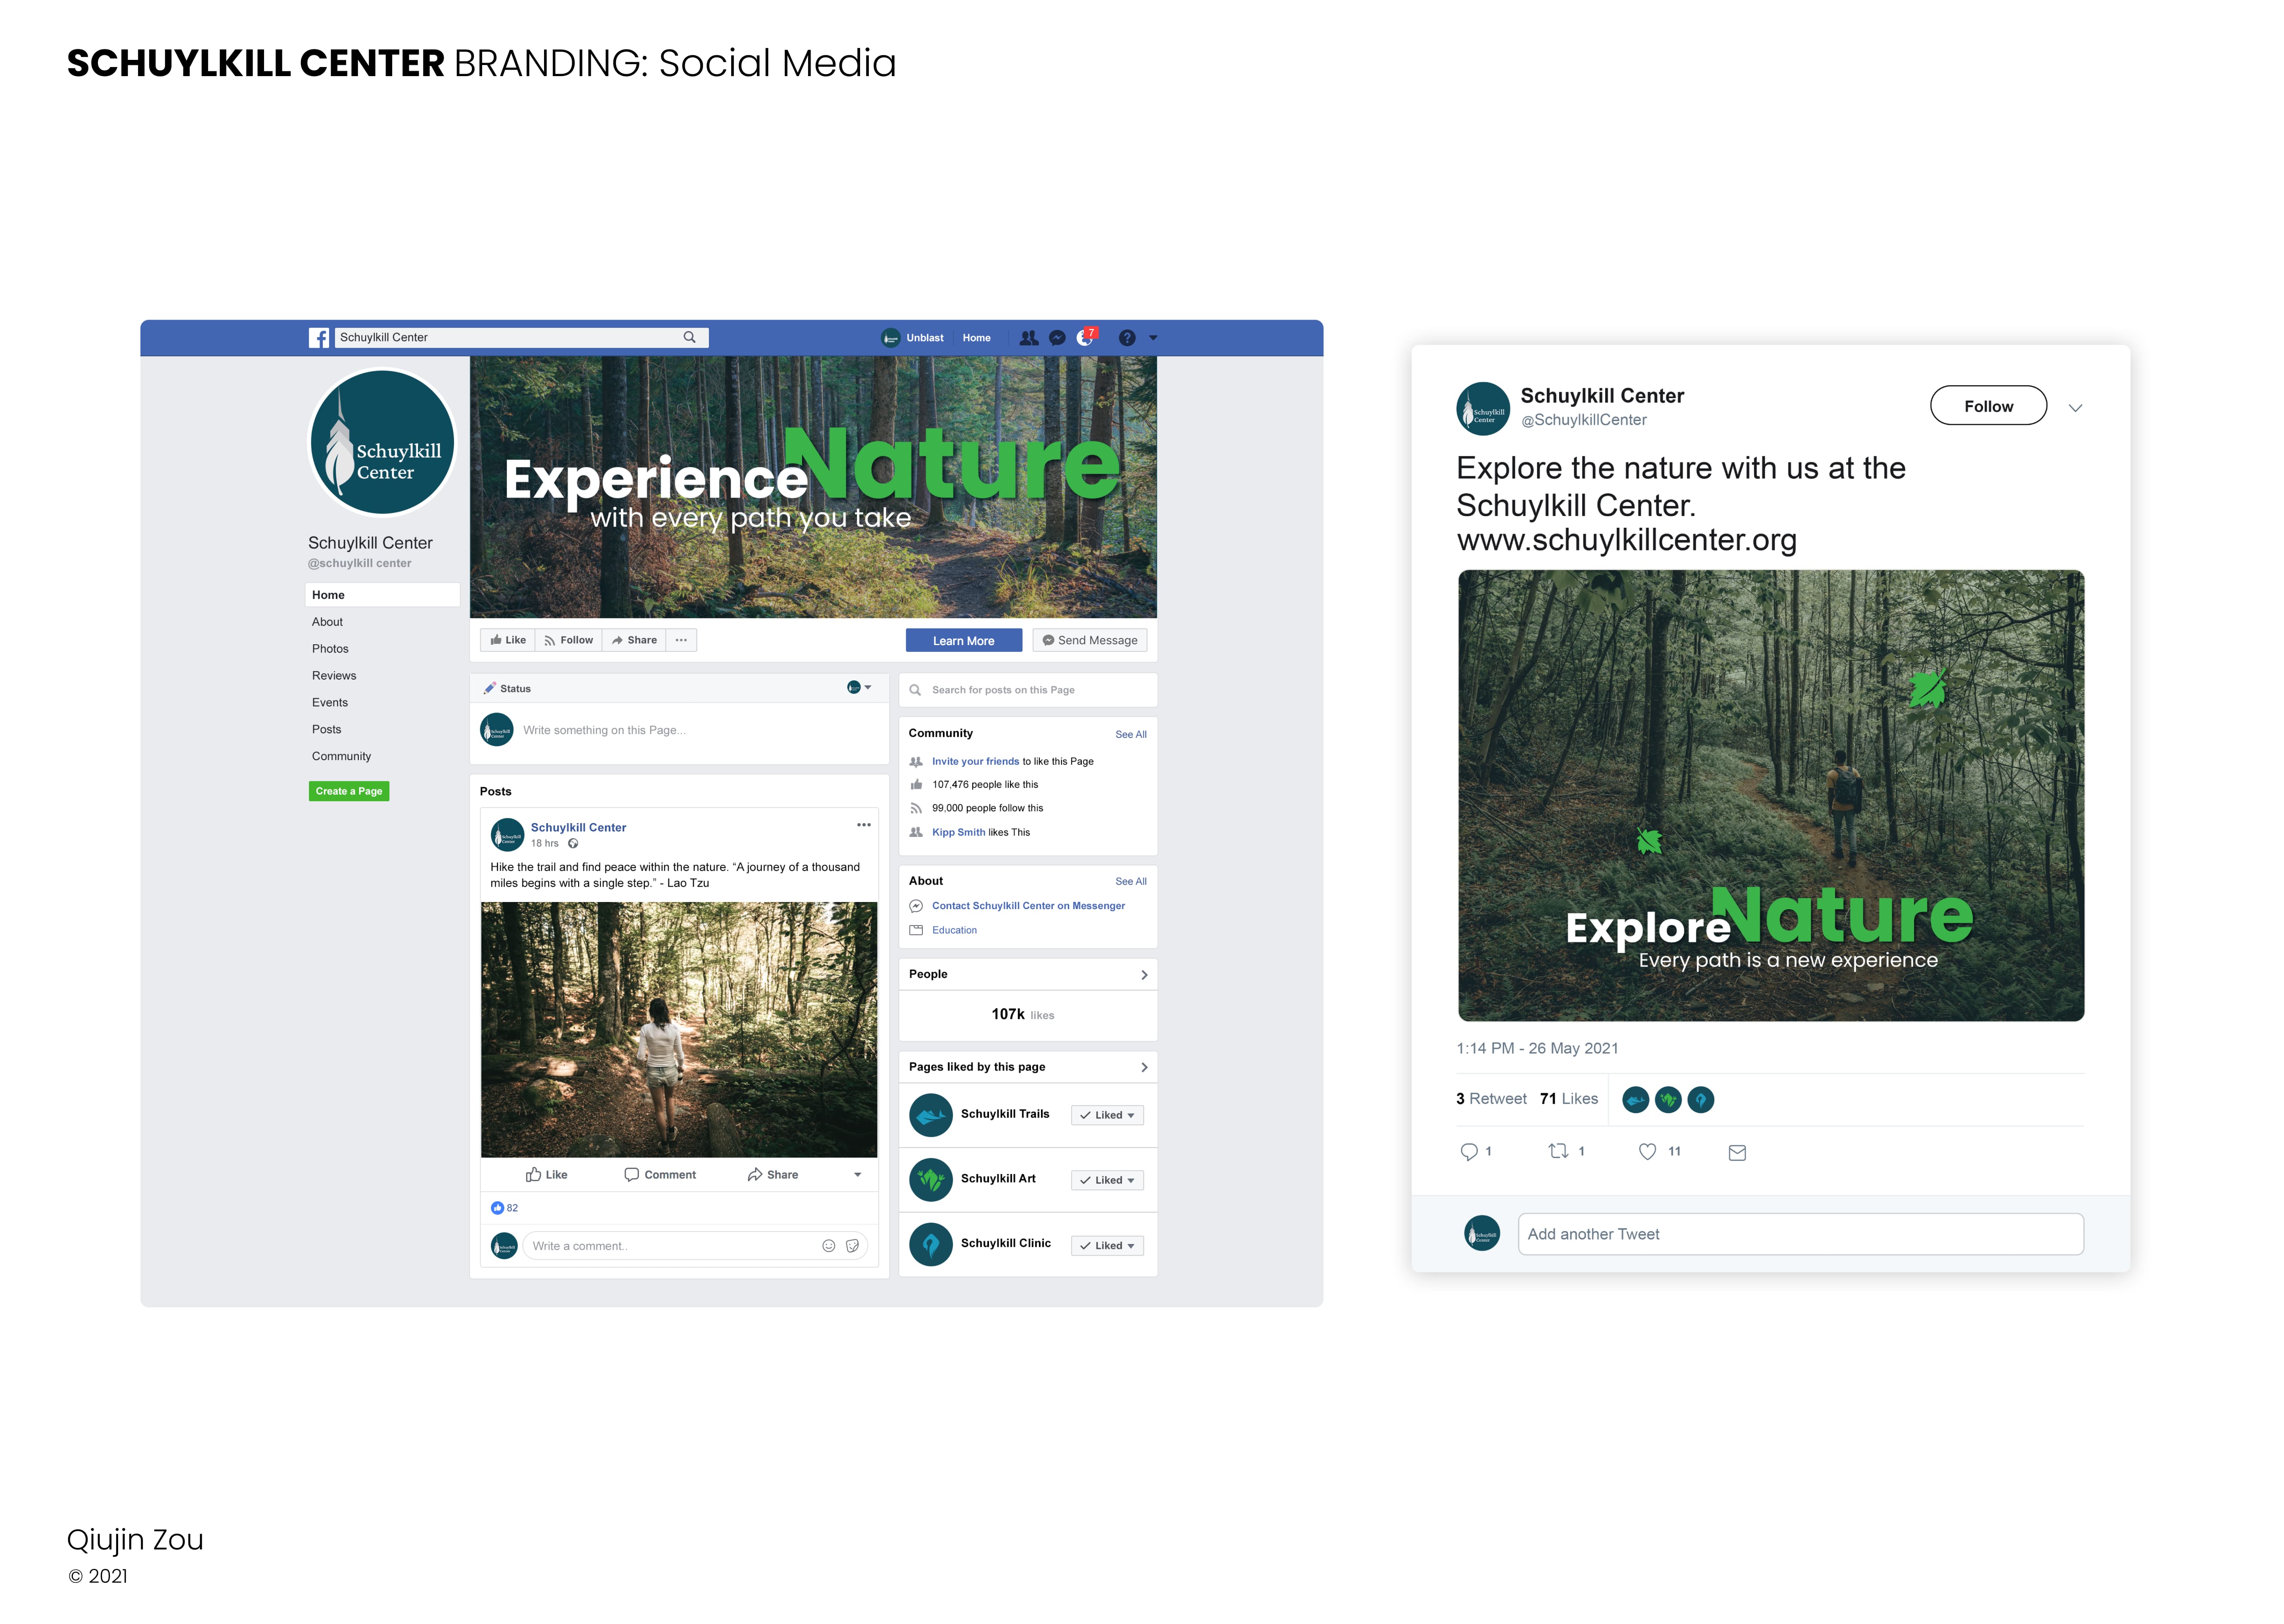 SCHUYLKILL CENTER BRANDING: Social Media
Schuylkill Center
Unblast
Home
7
?
Schuylkill
Center
Schuylkill Center
@schuylkill center
Home
About
Photos
Reviews
Events
Posts
Community
Create a Page
Experience Nature
with every path you take
Like
Follow
Share
Learn More
Send Message
Status
Write something on this Page...
Posts
Schuylkill Center
18 hrs
Hike the trail and find peace within the nature. “A journey of a thousand
miles begins with a single step.” - Lao Tzu
Like
Comment
Share
82
Write a comment..
Search for posts on this Page
Community
See All
Invite your friends to like this Page
107,476 people like this
99,000 people follow this
Kipp Smith likes This
About
See All
Contact Schuylkill Center on Messenger
Education
People
107k likes
Pages liked by this page
Schuylkill Trails
Liked
Schuylkill Art
Liked
Schuylkill Clinic
Liked
Schuylkill
Center
Schuylkill Center
@SchuylkillCenter
Follow
Explore the nature with us at the
Schuylkill Center.
www.schuylkillcenter.org
Explore Nature
Every path is a new experience
1:14 PM - 26 May 2021
3 Retweet 71 Likes
1
1
11
Add another Tweet
Qiujin Zou
© 2021